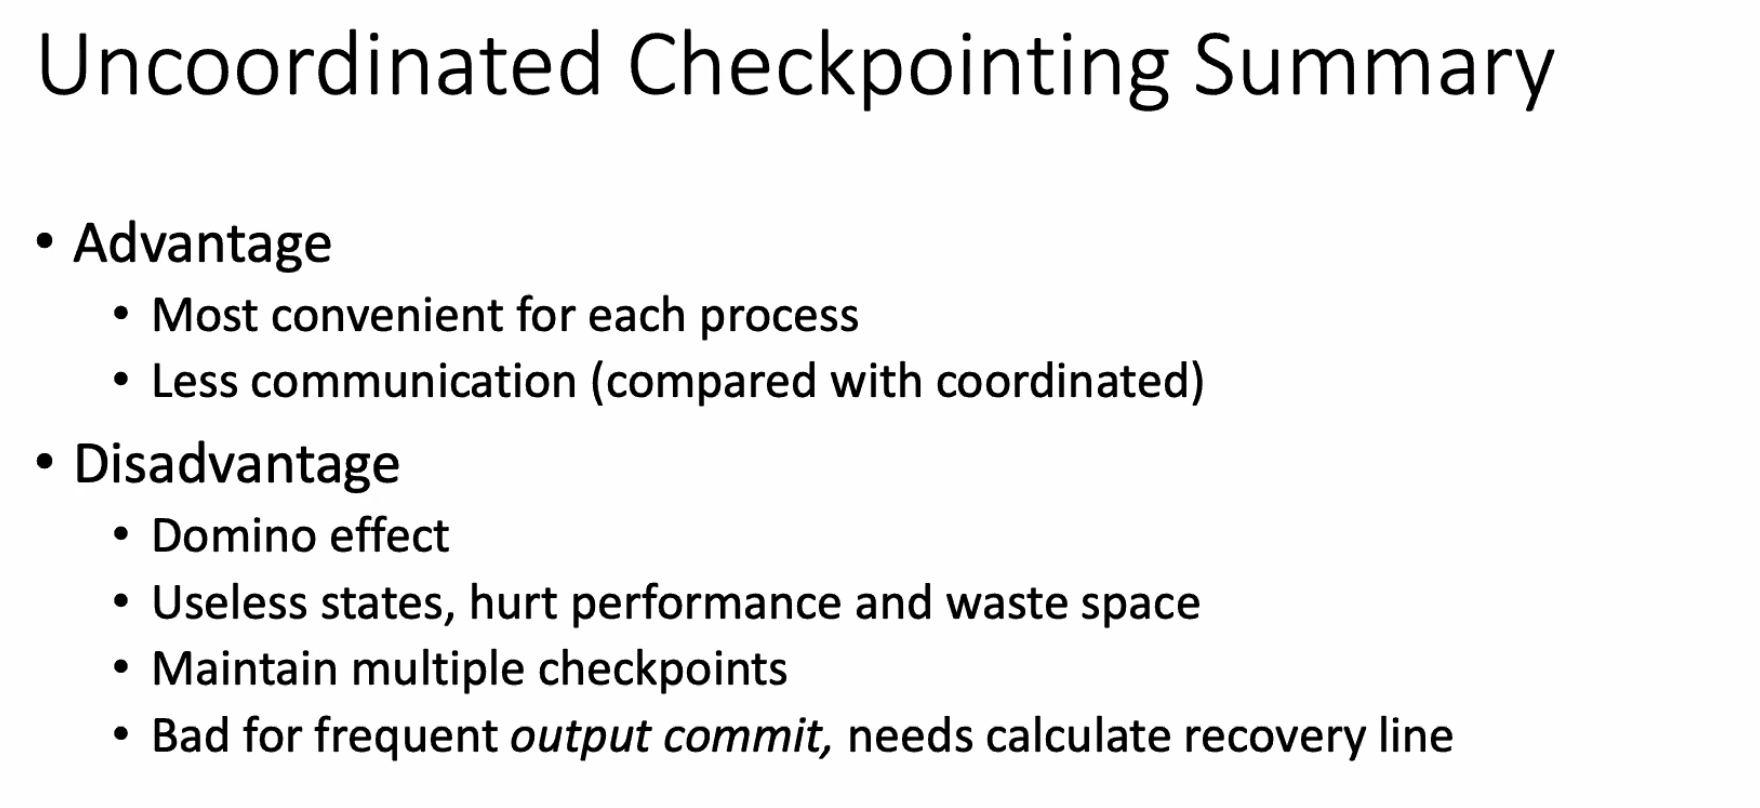 Uncoordinated Checkpointing Summary
• Advantage
• Most convenient for each process
• Less communication (compared with coordinated)
• Disadvantage
• Domino effect
• Useless states, hurt performance and waste space
• Maintain multiple checkpoints
• Bad for frequent output commit, needs calculate recovery line